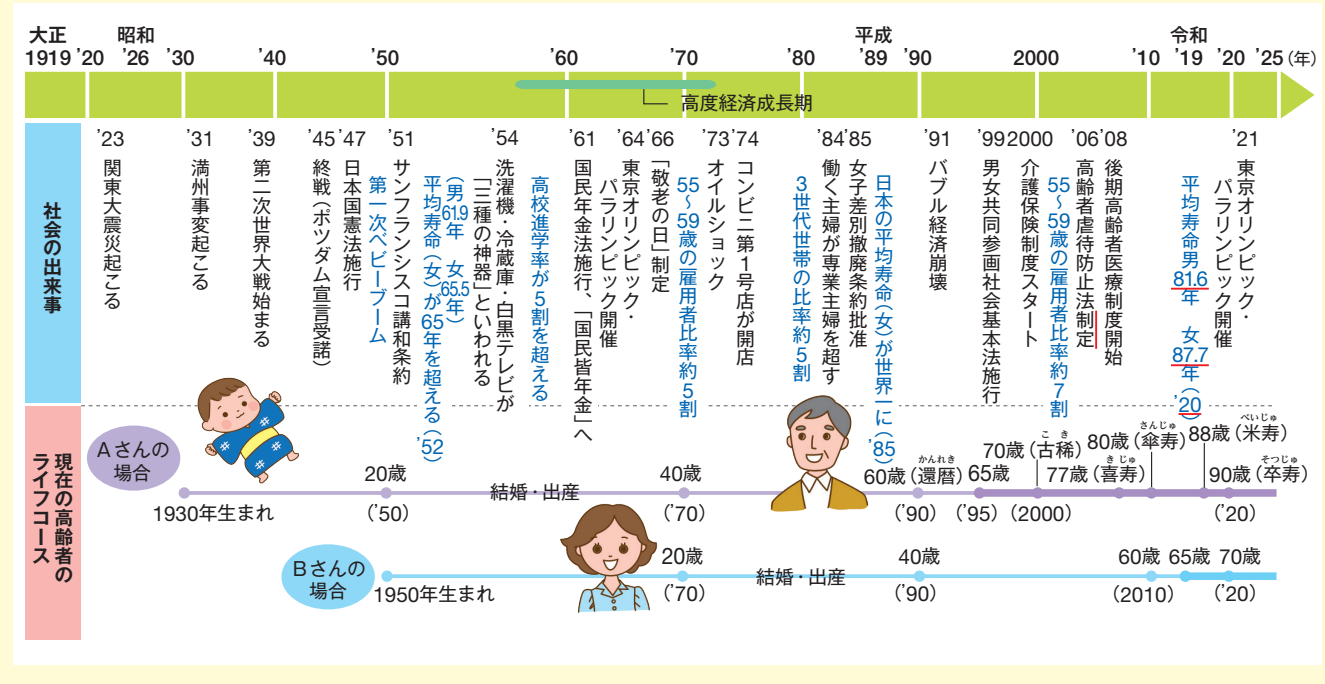 大正 昭和 平成 令和
1919 '20 '26 '30 '40 '50 '60 '70 '80 '89 '90 2000 '10 '19 '20 '25(年)
高度経済成長期
社会の出来事
'23 関東大震災起こる
'31 満州事変起こる
'39 第二次世界大戦始まる
'45 終戦(ポツダム宣言受諾)
'47 日本国憲法施行
第一次ベビーブーム
'51 サンフランシスコ講和条約
平均寿命(女)が65年を超える('52)
(男61.9年 女65.5年)
'54 洗濯機・冷蔵庫・白黒テレビが
「三種の神器」といわれる
高校進学率が5割を超える
'61 国民年金法施行、「国民皆年金」へ
'64 東京オリンピック・
パラリンピック開催
'66 「敬老の日」制定
55～59歳の雇用者比率約5割
'73 オイルショック
'74 コンビニ第1号店が開店
3世代世帯の比率約5割
'84 働く主婦が専業主婦を超す
'85 女子差別撤廃条約批准
日本の平均寿命(女)が世界一に('85)
'91 バブル経済崩壊
'99 男女共同参画社会基本法施行
2000 介護保険制度スタート
55～59歳の雇用者比率約7割
'06 高齢者虐待防止法制定
'08 後期高齢者医療制度開始
平均寿命男81.6年 女87.7年('20)
'21 東京オリンピック・
パラリンピック開催
現在の高齢者の
ライフコース
Aさんの
場合
1930年生まれ
20歳
('50)
結婚・出産
40歳
('70)
60歳(還暦)
かんれき
('90)
65歳
('95)
70歳(古稀)
こき
(2000)
77歳(喜寿)
きじゅ
80歳(傘寿)
さんじゅ
88歳(米寿)
べいじゅ
90歳(卒寿)
そつじゅ
('20)
Bさんの
場合
1950年生まれ
20歳
('70)
結婚・出産
40歳
('90)
60歳
(2010)
65歳
70歳
('20)